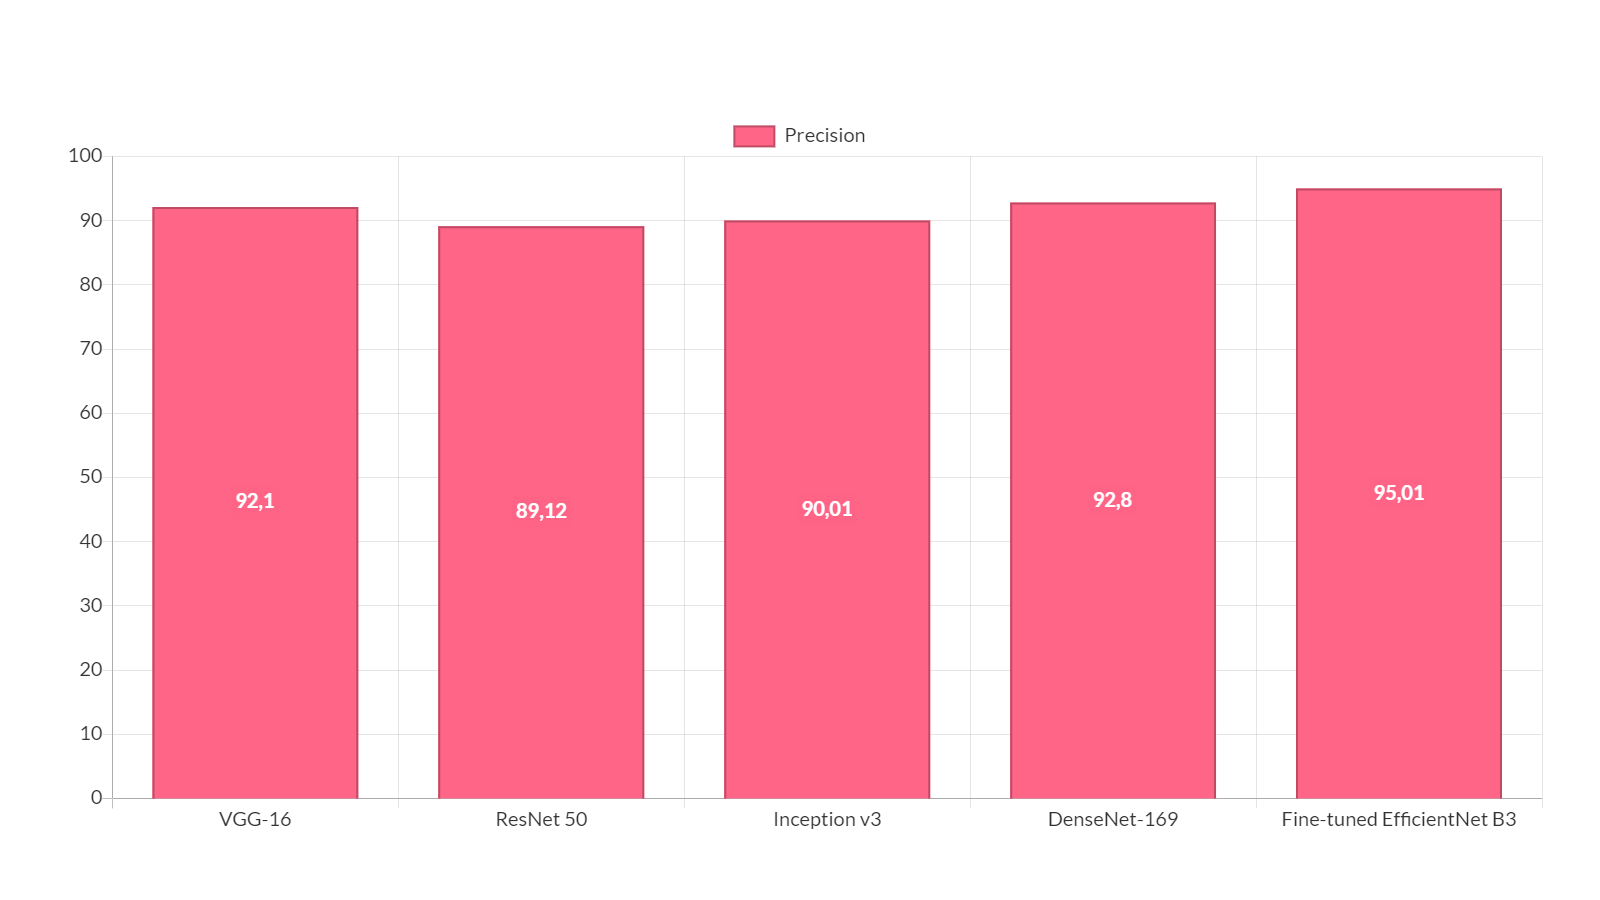 Precision
100
90
80
70
60
50
40
30
20
10
0
92,1
89,12
90,01
92,8
95,01
VGG-16
ResNet 50
Inception v3
DenseNet-169
Fine-tuned EfficientNet B3